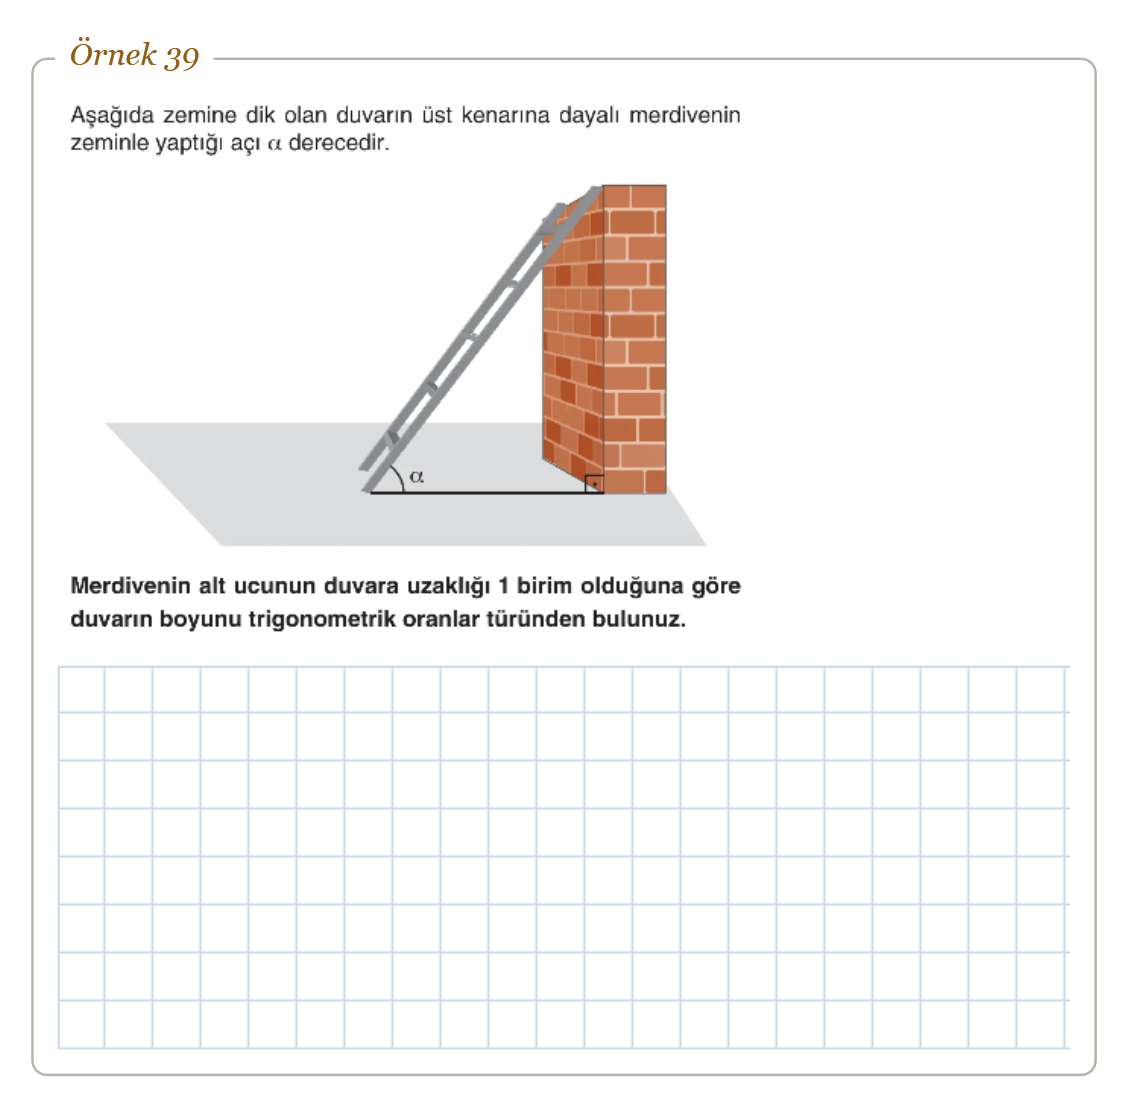 Örnek 39
Aşağıda zemine dik olan duvarın üst kenarına dayalı merdivenin
zeminle yaptığı açı α derecedir.
α
Merdivenin alt ucunun duvara uzaklığı 1 birim olduğuna göre
duvarın boyunu trigonometrik oranlar türünden bulunuz.